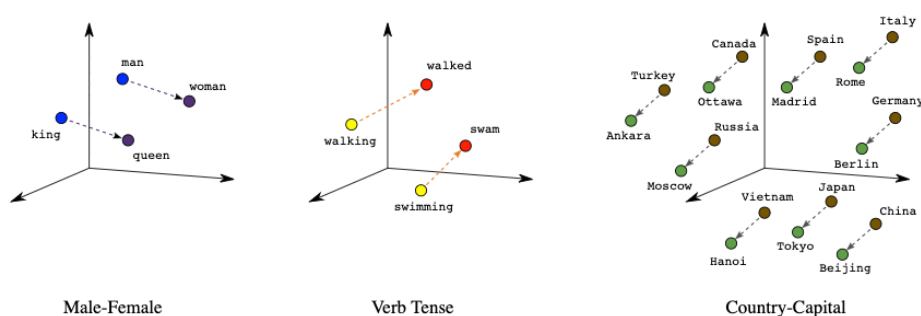 man
woman
king
queen
Male-Female
walked
walking
swam
swimming
Verb Tense
Italy
Spain
Canada
Rome
Turkey
Ottawa
Madrid
Germany
Ankara
Russia
Berlin
Moscow
Vietnam
Japan
China
Tokyo
Hanoi
Beijing
Country-Capital